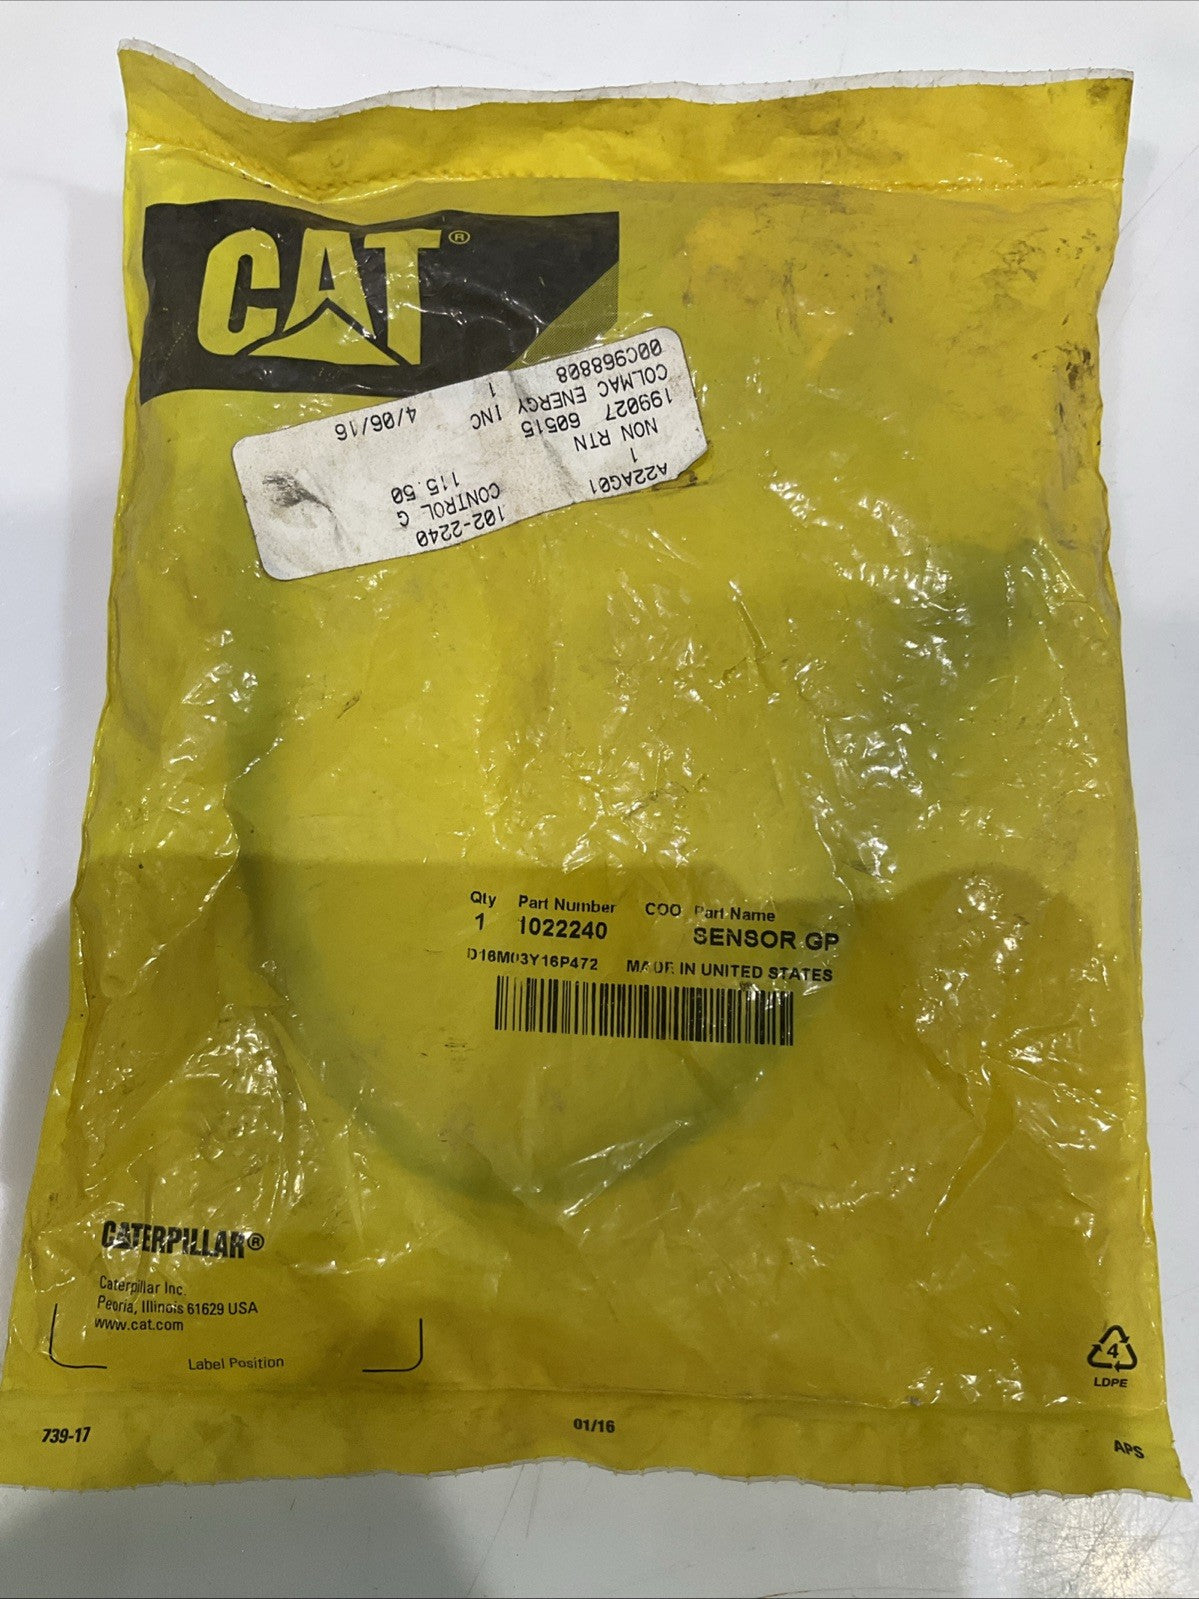 CAT®
102-2240
CONTROL G
115.50
A22AG01
1
NON RTN
199027 60515
COLMAC ENERGY INC
00C968808
1
4/06/16
Qty Part Number COO Part Name
1 1022240 SENSOR GP
D16M03Y16P472 MADE IN UNITED STATES
CATERPILLAR®
Caterpillar Inc.
Peoria, Illinois 61629 USA
www.cat.com
Label Position
4
LDPE
739-17
01/16
APS